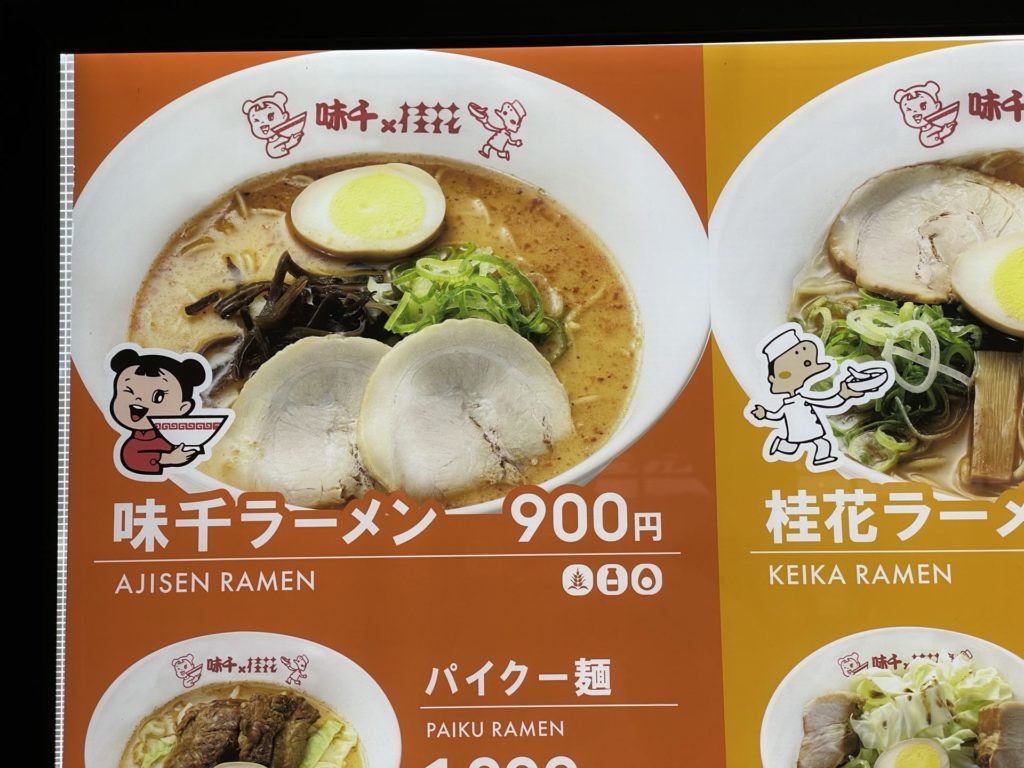 味千×桂花
味千ラーメン 900円
AJISEN RAMEN
味千×桂花
パイクー麺
PAIKU RAMEN
味千
桂花ラーメ
KEIKA RAMEN
味千×桂花